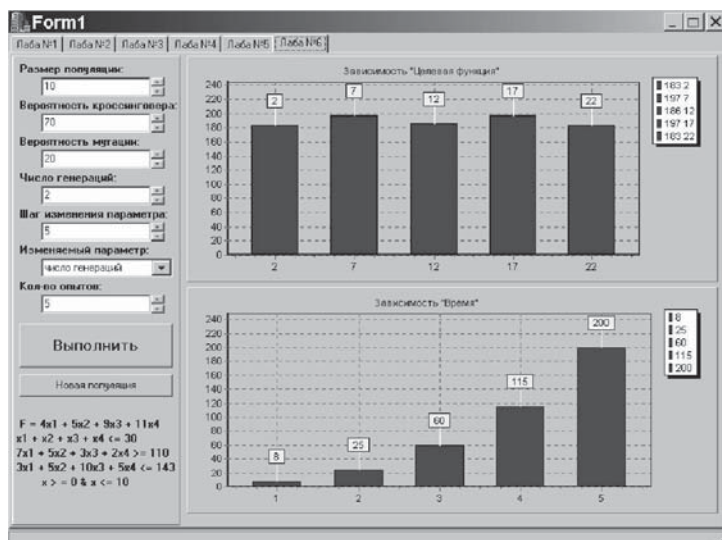 Form1
Лаба №1 Лаба №2 Лаба №3 Лаба №4 Лаба №5 Лаба №6
Размер популяции:
10
Вероятность кроссинговера:
70
Вероятность мутации:
20
Число генераций:
2
Шаг изменения параметра:
5
Изменяемый параметр:
число генераций
Кол-во опытов:
5
Выполнить
Новая популяция
F = 4x1 + 5x2 + 9x3 + 11x4
x1 + x2 + x3 + x4 <= 30
7x1 + 5x2 + 3x3 + 2x4 >= 110
3x1 + 5x2 + 10x3 + 5x4 <= 143
x > = 0 & x <= 10
Зависимость "Целевая функция"
240
220
200
180
160
140
120
100
80
60
40
20
0
2 7 12 17 22
2 7 12 17 22
183 2
197 7
186 12
197 17
183 22
Зависимость "Время"
240
220
200
180
160
140
120
100
80
60
40
20
0
8 25 60 115 200
1 2 3 4 5
8
25
60
115
200